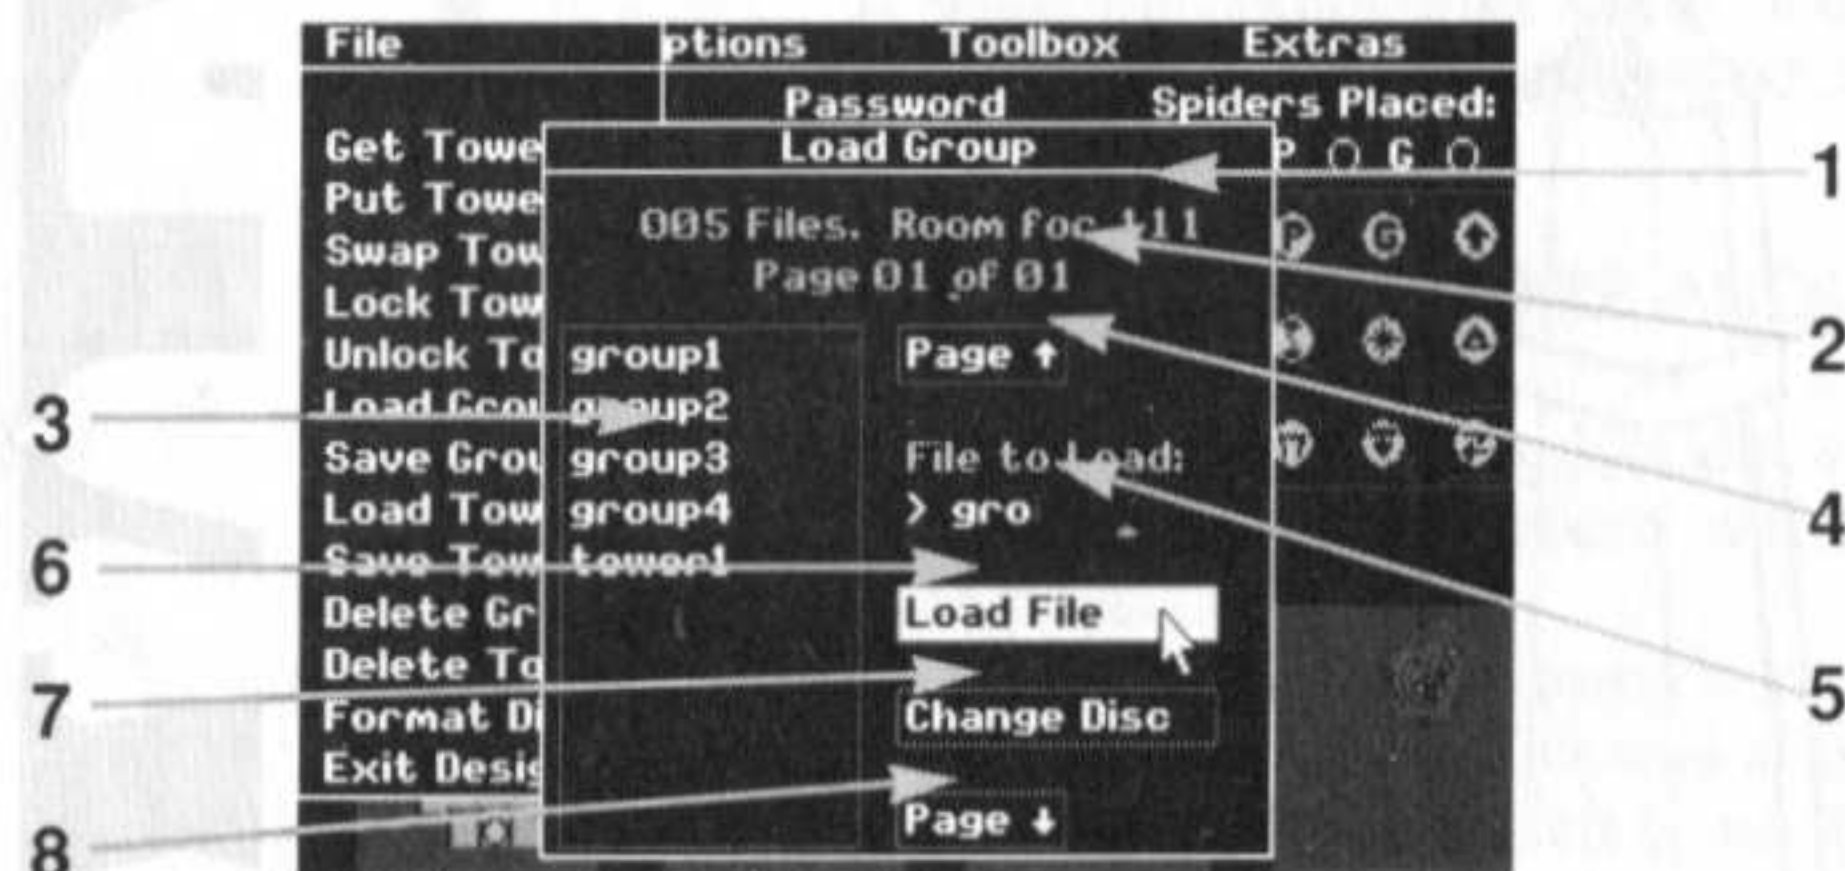 File ptions Toolbox Extras
Password Spiders Placed:
Load Group
Get Towe P G
Put Towe
005 Files. Room for 111
P G
Swap Tow
Page 01 of 01
Lock Tow
Unlock To group1 Page ↑
Load Grou group2
Save Grou group3 File to Load:
Load Tow group4 > gro
Save Tow tower1
Delete Gr Load File
Delete To
Format Di Change Disc
Exit Desig
Page ↓
1
2
3
4
5
6
7
8